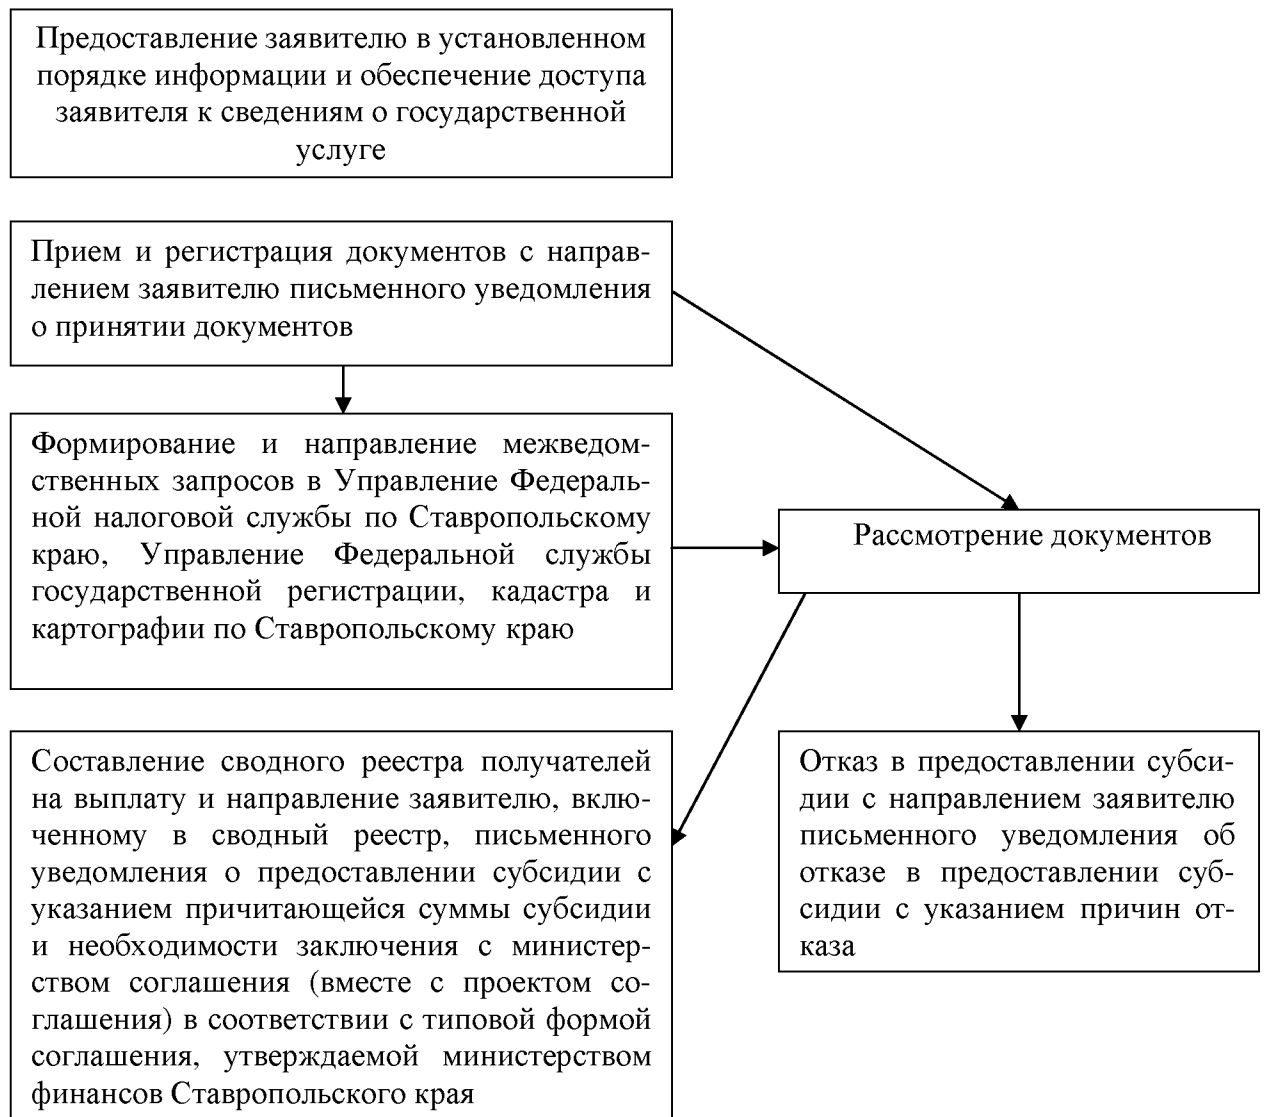 Предоставление заявителю в установленном
порядке информации и обеспечение доступа
заявителя к сведениям о государственной
услуге
Прием и регистрация документов с направ-
лением заявителю письменного уведомления
о принятии документов
Формирование и направление межведом-
ственных запросов в Управление Федераль-
ной налоговой службы по Ставропольскому
краю, Управление Федеральной службы
государственной регистрации, кадастра и
картографии по Ставропольскому краю
Рассмотрение документов
Составление сводного реестра получателей
на выплату и направление заявителю, вклю-
ченному в сводный реестр, письменного
уведомления о предоставлении субсидии с
указанием причитающейся суммы субсидии
и необходимости заключения с министер-
ством соглашения (вместе с проектом со-
глашения) в соответствии с типовой формой
соглашения, утверждаемой министерством
финансов Ставропольского края
Отказ в предоставлении субси-
дии с направлением заявителю
письменного уведомления об
отказе в предоставлении суб-
сидии с указанием причин от-
каза